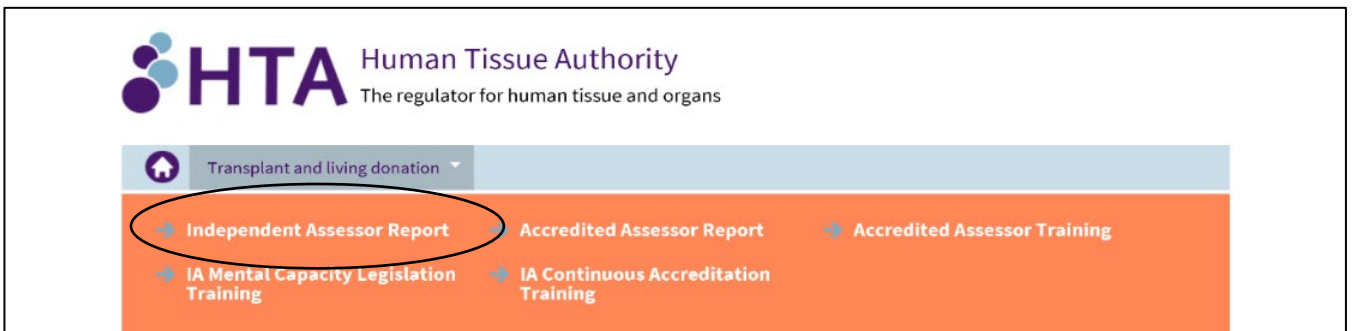 HTA Human Tissue Authority
The regulator for human tissue and organs
Transplant and living donation
Independent Assessor Report
Accredited Assessor Report
Accredited Assessor Training
IA Mental Capacity Legislation
Training
IA Continuous Accreditation
Training